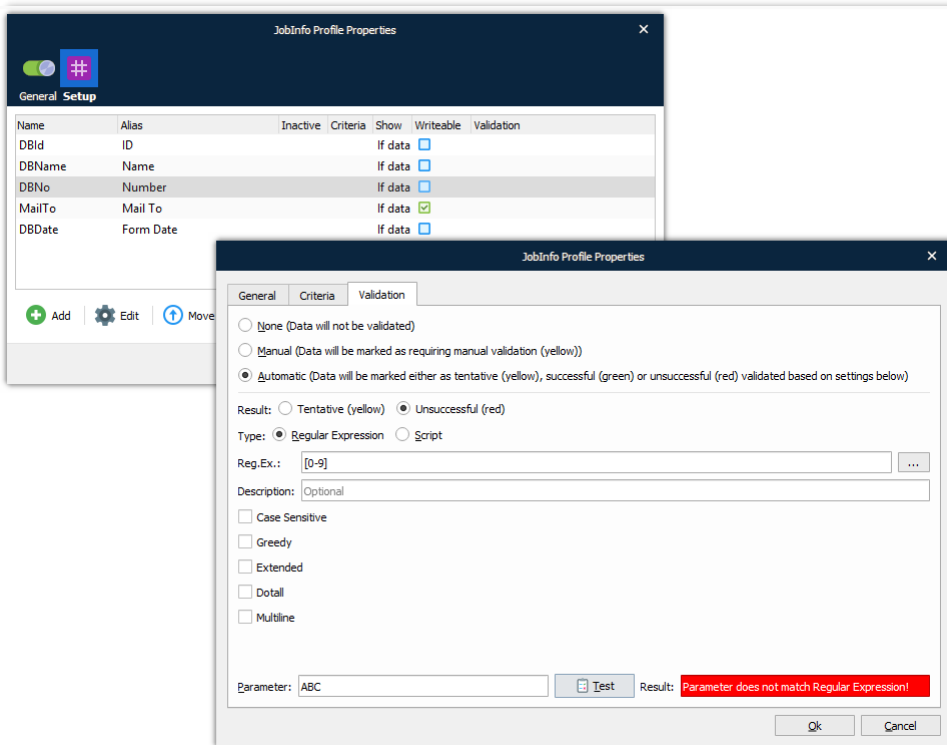 JobInfo Profile Properties
General Setup
Name Alias Inactive Criteria Show Writeable Validation
DBId ID If data
DBName Name If data
DBNo Number If data
MailTo Mail To If data
DBDate Form Date If data
Add Edit Move
JobInfo Profile Properties
General Criteria Validation
None (Data will not be validated)
Manual (Data will be marked as requiring manual validation (yellow))
Automatic (Data will be marked either as tentative (yellow), successful (green) or unsuccessful (red) validated based on settings below)
Result: Tentative (yellow) Unsuccessful (red)
Type: Regular Expression Script
Reg.Ex.: [0-9] ...
Description: Optional
Case Sensitive
Greedy
Extended
Dotall
Multiline
Parameter: ABC Test Result: Parameter does not match Regular Expression!
Ok Cancel